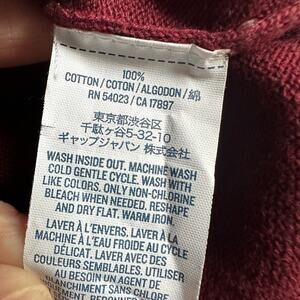 100%
COTTON / COTON / ALGODON / 綿
RN 54023 / CA 17897
東京都渋谷区
千駄ヶ谷5-32-10
ギャップジャパン 株式会社
WASH INSIDE OUT. MACHINE WASH
COLD GENTLE CYCLE. WASH WITH
LIKE COLORS. ONLY NON-CHLORINE
BLEACH WHEN NEEDED. RESHAPE
AND DRY FLAT. WARM IRON.
LAVER À L'ENVERS. LAVER À LA
MACHINE À L'EAU FROIDE AU CYCLE
DÉLICAT. LAVER AVEC DES
COULEURS SEMBLABLES. UTILISER
AU BESOIN UN AGENT DE
BLANCHIMENT SANS CHLORE